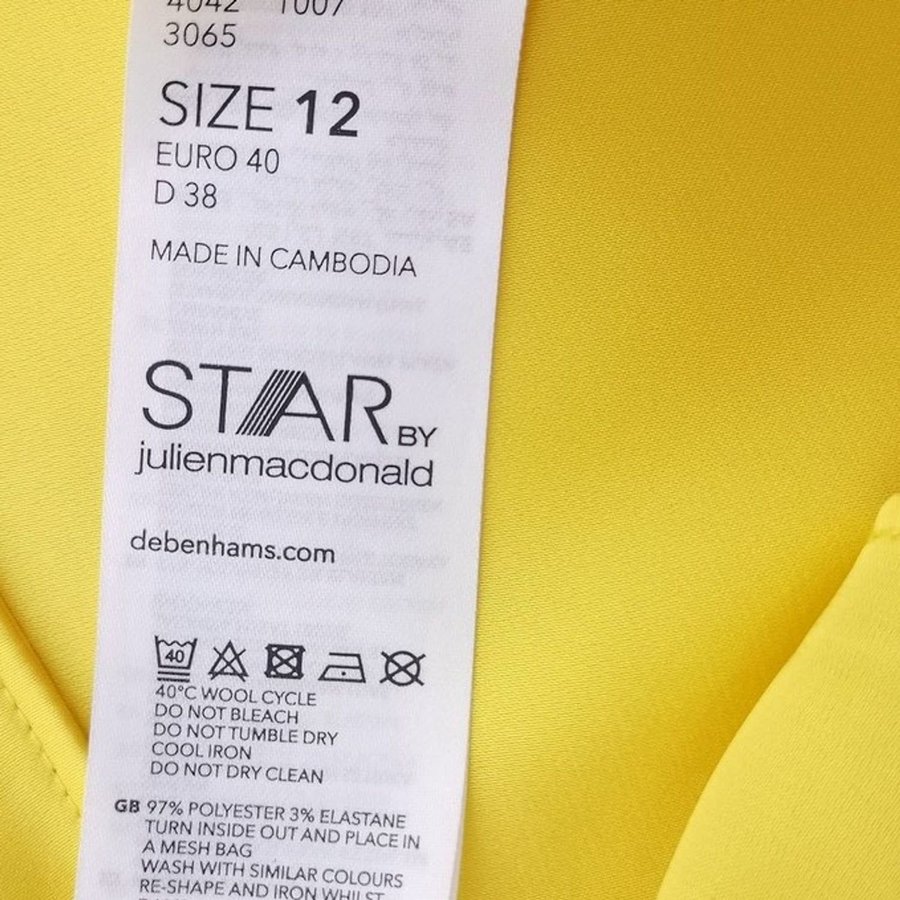 4042 1007
3065
SIZE 12
EURO 40
D 38
MADE IN CAMBODIA
STAR BY
julienmacdonald
debenhams.com
40
40°C WOOL CYCLE
DO NOT BLEACH
DO NOT TUMBLE DRY
COOL IRON
DO NOT DRY CLEAN
GB 97% POLYESTER 3% ELASTANE
TURN INSIDE OUT AND PLACE IN
A MESH BAG
WASH WITH SIMILAR COLOURS
RE-SHAPE AND IRON WHILST